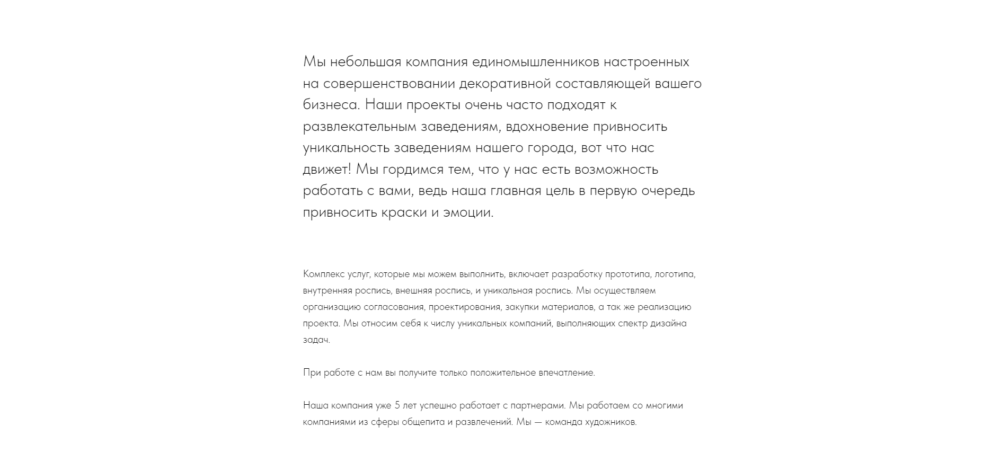 Мы небольшая компания единомышленников настроенных
на совершенствовании декоративной составляющей вашего
бизнеса. Наши проекты очень часто подходят к
развлекательным заведениям, вдохновение привносить
уникальность заведениям нашего города, вот что нас
движет! Мы гордимся тем, что у нас есть возможность
работать с вами, ведь наша главная цель в первую очередь
привносить краски и эмоции.
Комплекс услуг, которые мы можем выполнить, включает разработку прототипа, логотипа,
внутренняя роспись, внешняя роспись, и уникальная роспись. Мы осуществляем
организацию согласования, проектирования, закупки материалов, а так же реализацию
проекта. Мы относим себя к числу уникальных компаний, выполняющих спектр дизайна
задач.
При работе с нам вы получите только положительное впечатление.
Наша компания уже 5 лет успешно работает с партнерами. Мы работаем со многими
компаниями из сферы общепита и развлечений. Мы — команда художников.